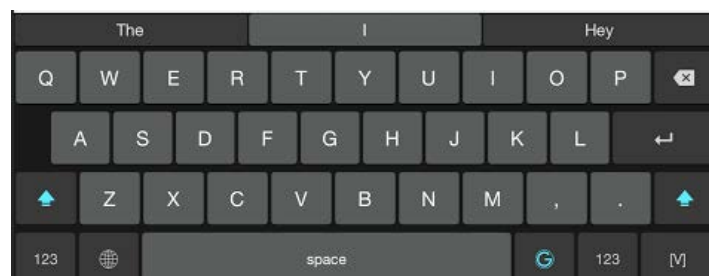 The I Hey
Q W E R T Y U I O P
A S D F G H J K L
Z X C V B N M , .
123 space G 123 [V]